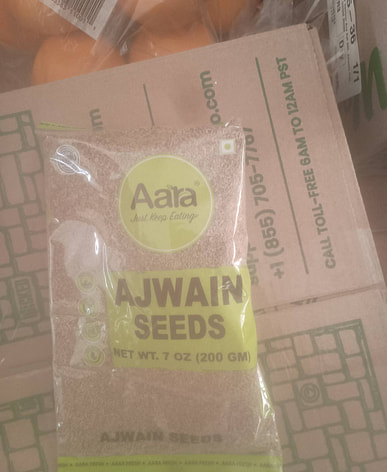 Aara
Just Keep Eating
AJWAIN
SEEDS
NET WT. 7 OZ (200 GM)
AJWAIN SEEDS
+1 (855) 705-7
CALL TOLL-FREE 6AM TO 12AM PST